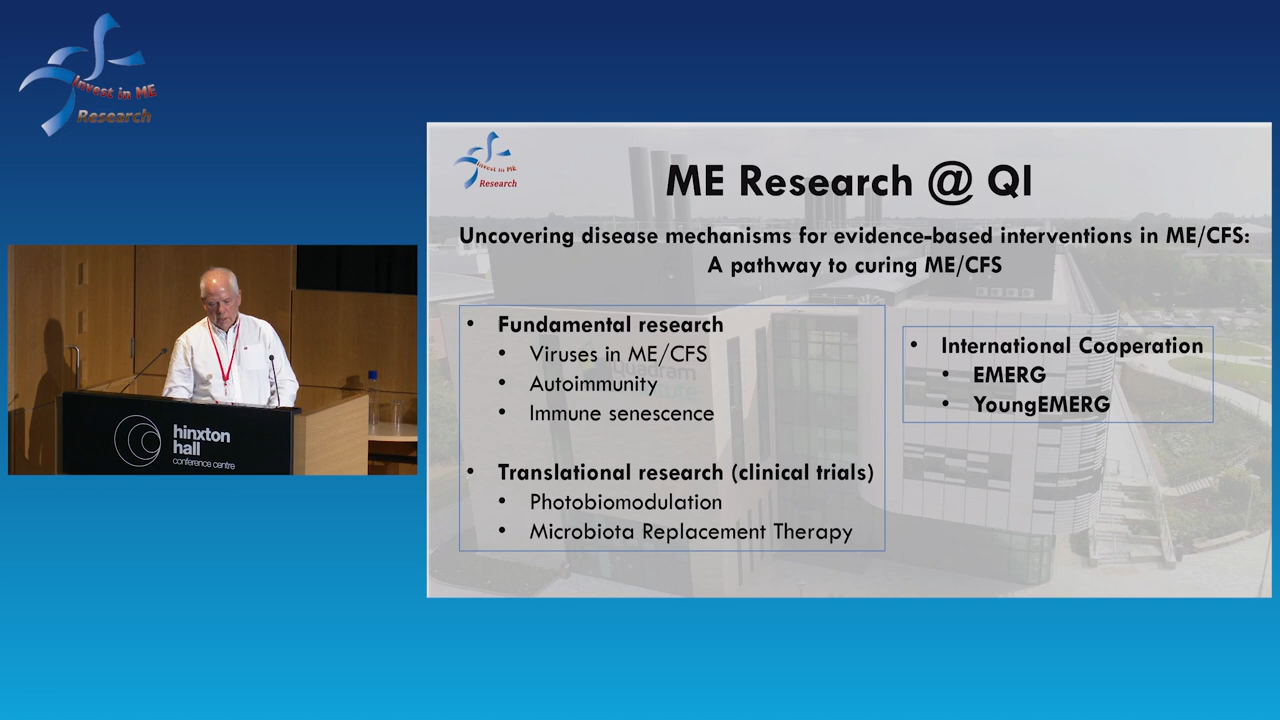 Invest in ME
Research
hinxton
hall
conference centre
Invest in ME
Research
ME Research @ QI
Uncovering disease mechanisms for evidence-based interventions in ME/CFS:
A pathway to curing ME/CFS
• Fundamental research
• Viruses in ME/CFS
• Autoimmunity
• Immune senescence
• Translational research (clinical trials)
• Photobiomodulation
• Microbiota Replacement Therapy
• International Cooperation
• EMERG
• YoungEMERG
quadram